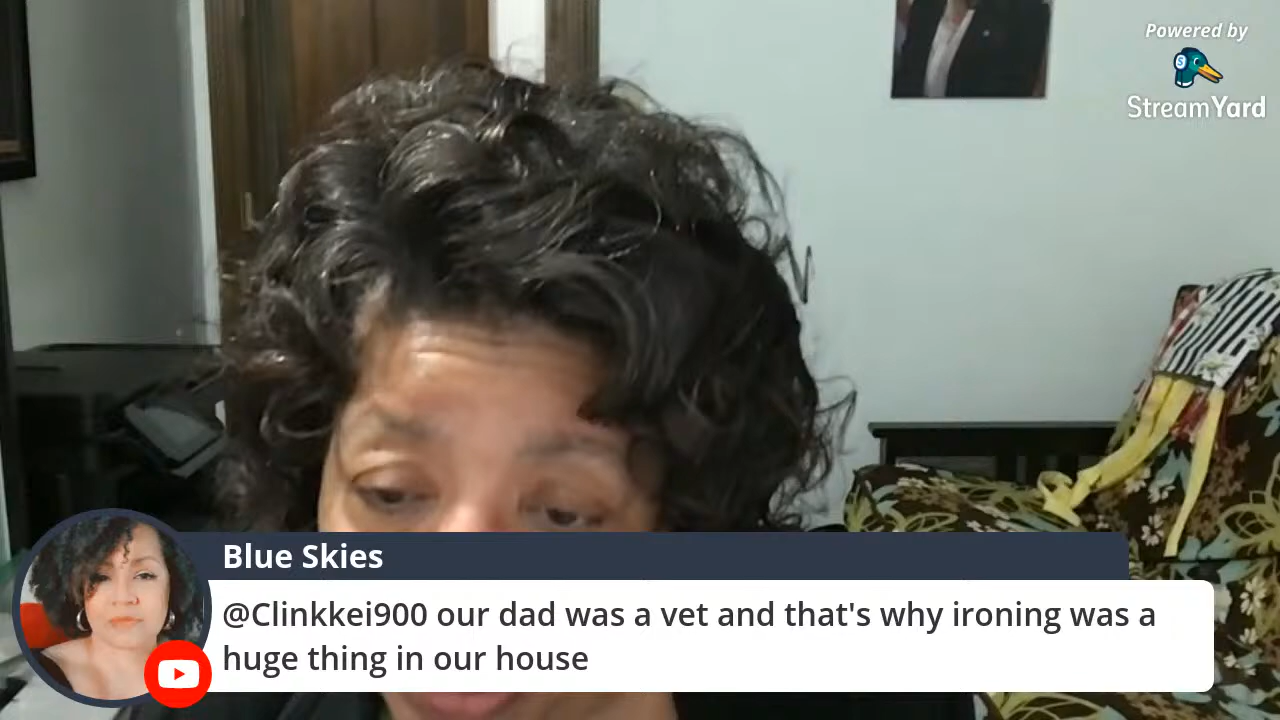 Powered by
StreamYard
Blue Skies
@Clinkkei900 our dad was a vet and that's why ironing was a
huge thing in our house